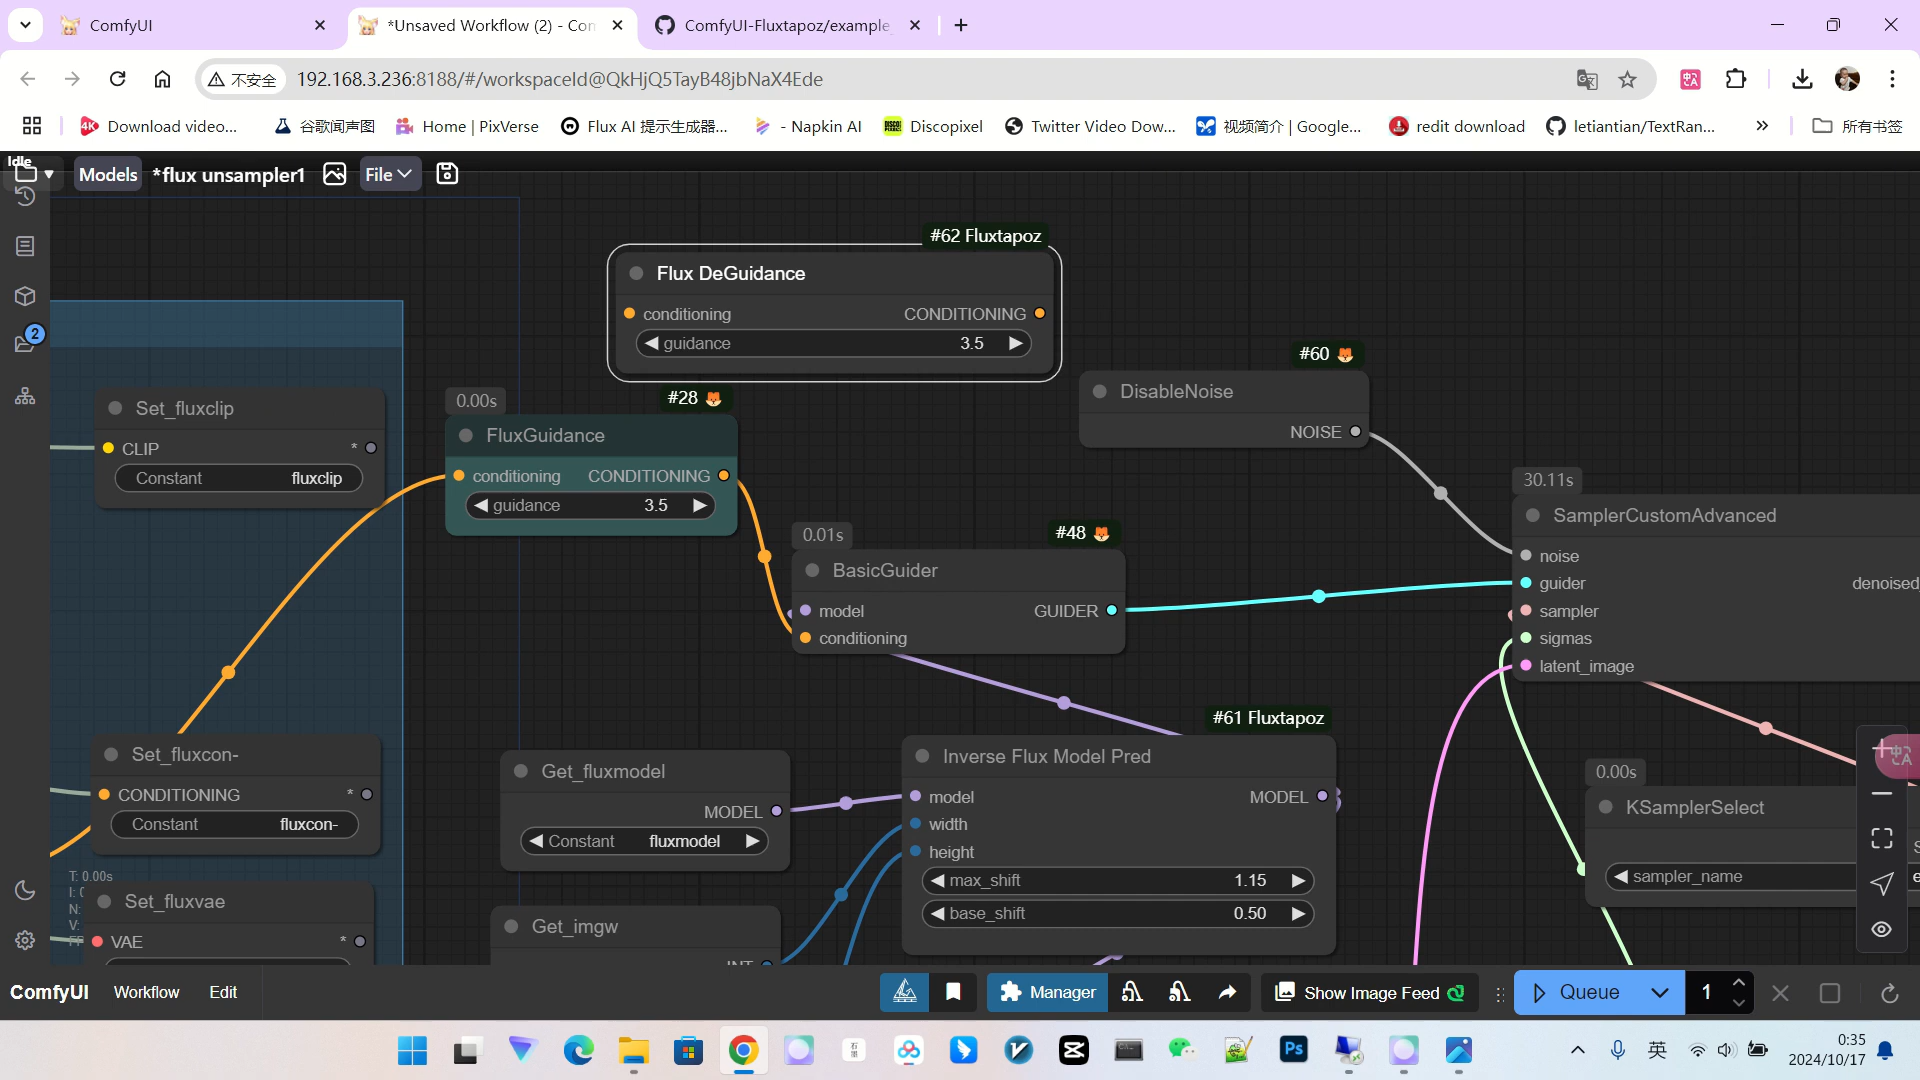 ComfyUI
*Unsaved Workflow (2) - Con
ComfyUI-Fluxtapoz/example
不安全
192.168.3.236:8188/#/workspaceId@QkHjQ5TayB48jbNaX4Ede
4K
Download video...
谷歌闻声图
Home | PixVerse
Flux AI 提示生成器...
- Napkin AI
Discopixel
Twitter Video Dow...
视频简介 | Google...
redit download
letiantian/TextRan...
所有书签
Idle
Models
*flux unsampler1
File
#62 Fluxtapoz
Flux DeGuidance
conditioning
CONDITIONING
guidance
3.5
2
#60
DisableNoise
NOISE
Set_fluxclip
CLIP
*
Constant
fluxclip
0.00s
#28
FluxGuidance
conditioning
CONDITIONING
guidance
3.5
0.01s
#48
BasicGuider
model
GUIDER
conditioning
30.11s
SamplerCustomAdvanced
noise
guider
denoised_
sampler
sigmas
latent_image
#61 Fluxtapoz
Inverse Flux Model Pred
model
MODEL
width
height
max_shift
1.15
base_shift
0.50
Set_fluxcon-
CONDITIONING
*
Constant
fluxcon-
Get_fluxmodel
MODEL
Constant
fluxmodel
0.00s
KSamplerSelect
S
sampler_name
e
T: 0.00s
I: 0
N:
V:
Set_fluxvae
VAE
*
Get_imgw
INT
ComfyUI
Workflow
Edit
Manager
Show Image Feed
Queue
1
Ps
英
0:35
2024/10/17